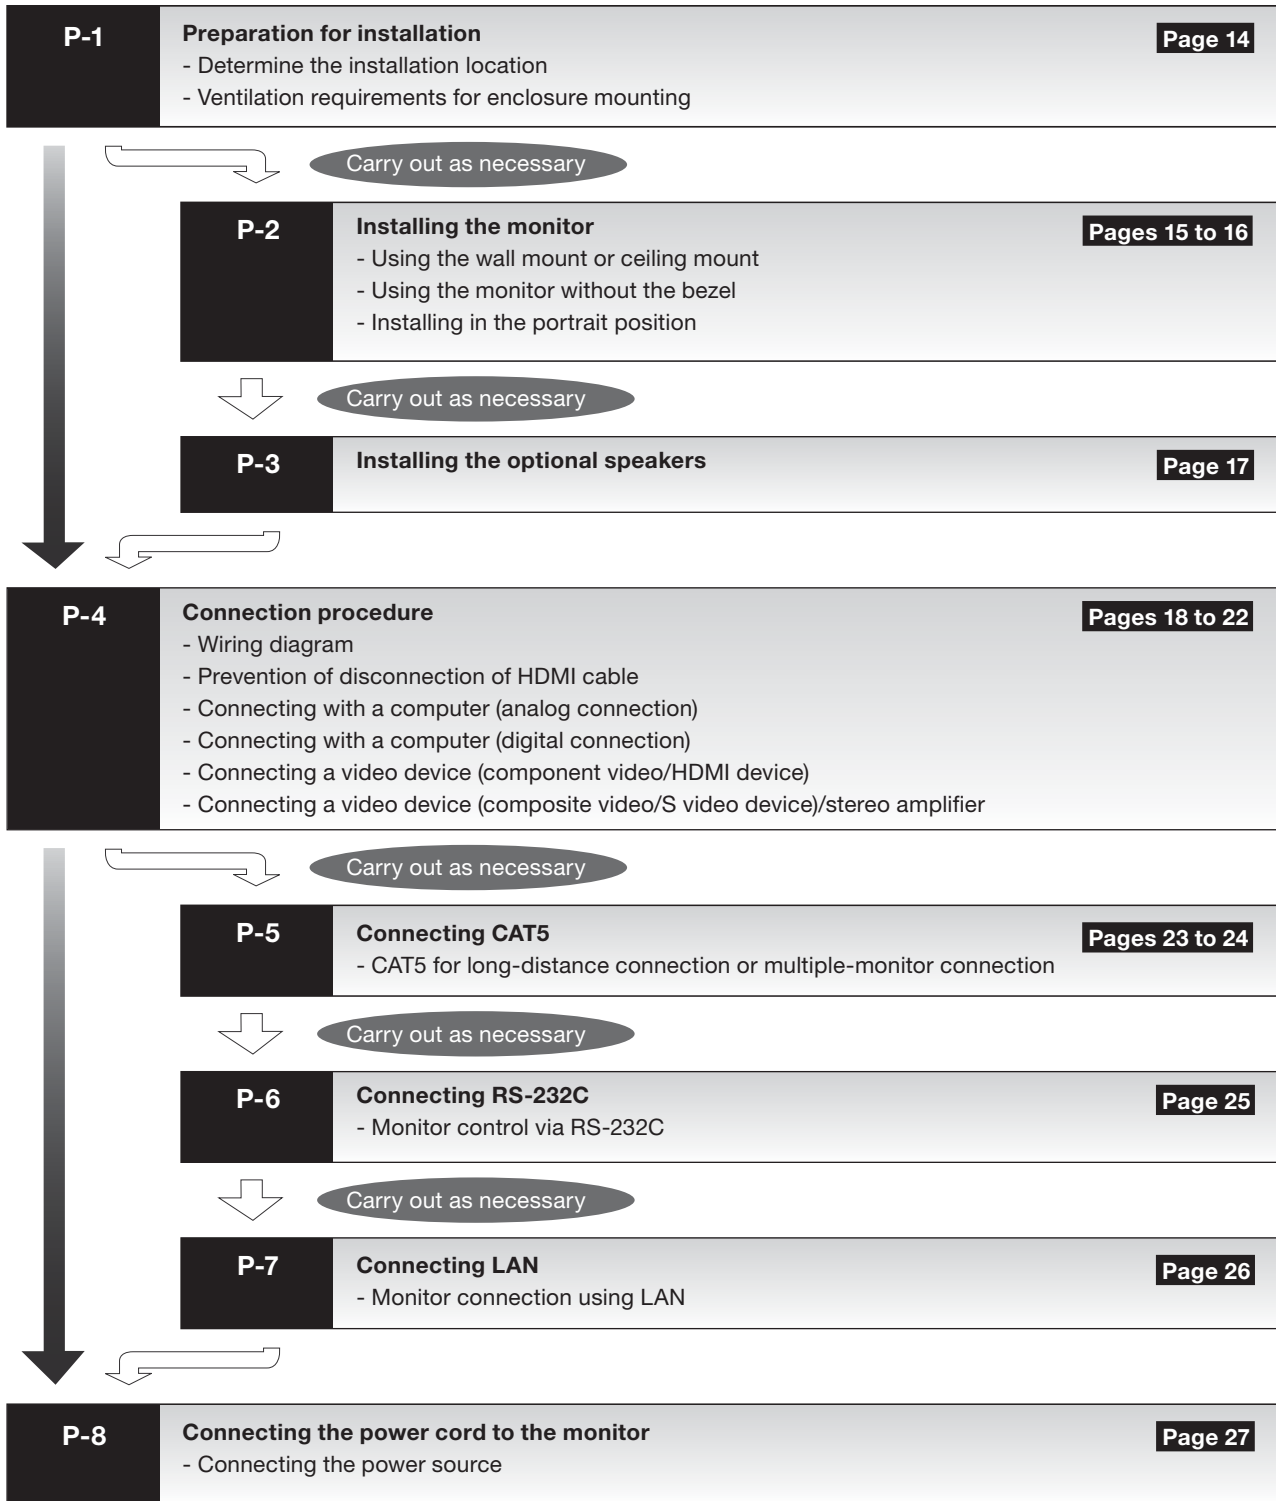 P-1
Preparation for installation
Page 14
- Determine the installation location
- Ventilation requirements for enclosure mounting
Carry out as necessary
P-2
Installing the monitor
Pages 15 to 16
- Using the wall mount or ceiling mount
- Using the monitor without the bezel
- Installing in the portrait position
Carry out as necessary
P-3
Installing the optional speakers
Page 17
P-4
Connection procedure
Pages 18 to 22
- Wiring diagram
- Prevention of disconnection of HDMI cable
- Connecting with a computer (analog connection)
- Connecting with a computer (digital connection)
- Connecting a video device (component video/HDMI device)
- Connecting a video device (composite video/S video device)/stereo amplifier
Carry out as necessary
P-5
Connecting CAT5
Pages 23 to 24
- CAT5 for long-distance connection or multiple-monitor connection
Carry out as necessary
P-6
Connecting RS-232C
Page 25
- Monitor control via RS-232C
Carry out as necessary
P-7
Connecting LAN
Page 26
- Monitor connection using LAN
P-8
Connecting the power cord to the monitor
Page 27
- Connecting the power source